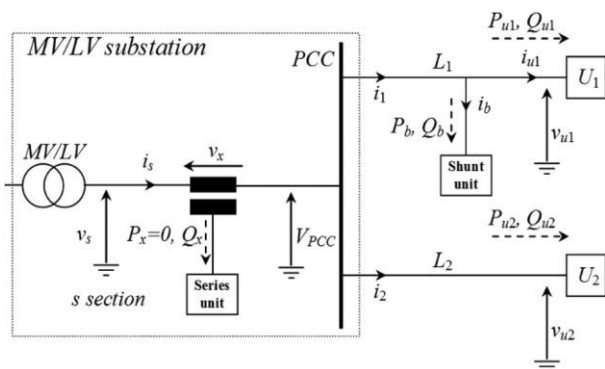 MV/LV substation
PCC
P_u1, Q_u1
L_1
i_u1
U_1
i_1
i_b
P_b, Q_b
v_u1
Shunt
unit
MV/LV
i_s
v_x
v_s
P_x=0, Q_x
V_PCC
Series
unit
s section
P_u2, Q_u2
L_2
U_2
i_2
v_u2